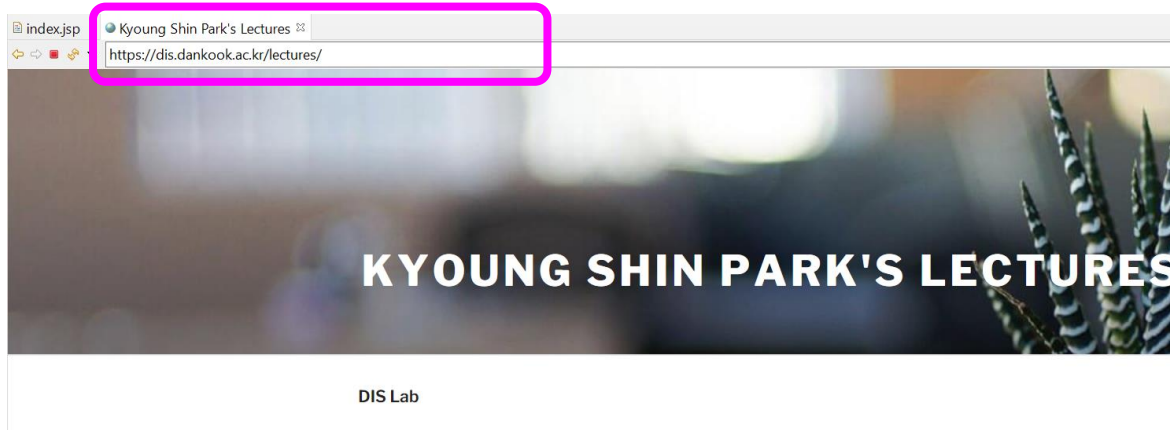 index.jsp
Kyoung Shin Park's Lectures
https://dis.dankook.ac.kr/lectures/
KYOUNG SHIN PARK'S LECTURES
DIS Lab